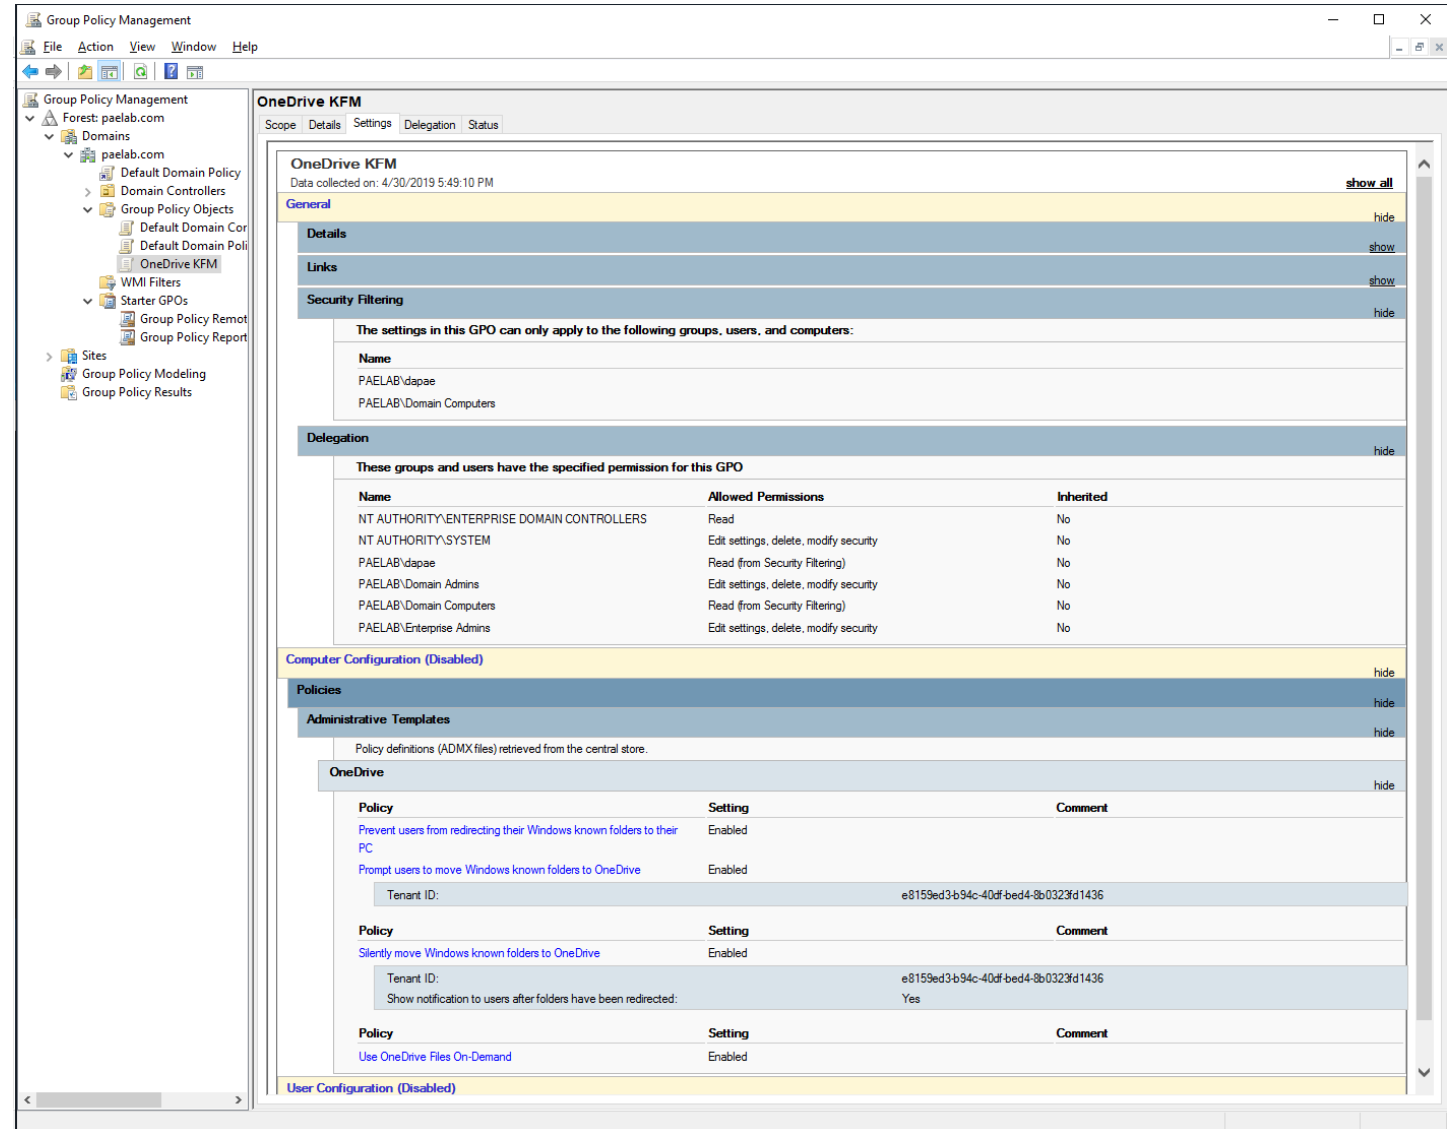 Group Policy Management
File Action View Window Help
Group Policy Management
Forest: paelab.com
Domains
paelab.com
Default Domain Policy
Domain Controllers
Group Policy Objects
Default Domain Cor
Default Domain Poli
OneDrive KFM
WMI Filters
Starter GPOs
Group Policy Remot
Group Policy Report
Sites
Group Policy Modeling
Group Policy Results
OneDrive KFM
Scope Details Settings Delegation Status
OneDrive KFM
Data collected on: 4/30/2019 5:49:10 PM show all
General hide
Details show
Links show
Security Filtering hide
The settings in this GPO can only apply to the following groups, users, and computers:
Name
PAELAB\dapae
PAELAB\Domain Computers
Delegation hide
These groups and users have the specified permission for this GPO
Name Allowed Permissions Inherited
NT AUTHORITY\ENTERPRISE DOMAIN CONTROLLERS Read No
NT AUTHORITY\SYSTEM Edit settings, delete, modify security No
PAELAB\dapae Read (from Security Filtering) No
PAELAB\Domain Admins Edit settings, delete, modify security No
PAELAB\Domain Computers Read (from Security Filtering) No
PAELAB\Enterprise Admins Edit settings, delete, modify security No
Computer Configuration (Disabled) hide
Policies hide
Administrative Templates hide
Policy definitions (ADMX files) retrieved from the central store.
OneDrive hide
Policy Setting Comment
Prevent users from redirecting their Windows known folders to their Enabled
PC
Prompt users to move Windows known folders to OneDrive Enabled
Tenant ID: e8159ed3-b94c-40df-bed4-8b0323fd1436
Policy Setting Comment
Silently move Windows known folders to OneDrive Enabled
Tenant ID: e8159ed3-b94c-40df-bed4-8b0323fd1436
Show notification to users after folders have been redirected: Yes
Policy Setting Comment
Use OneDrive Files On-Demand Enabled
User Configuration (Disabled)